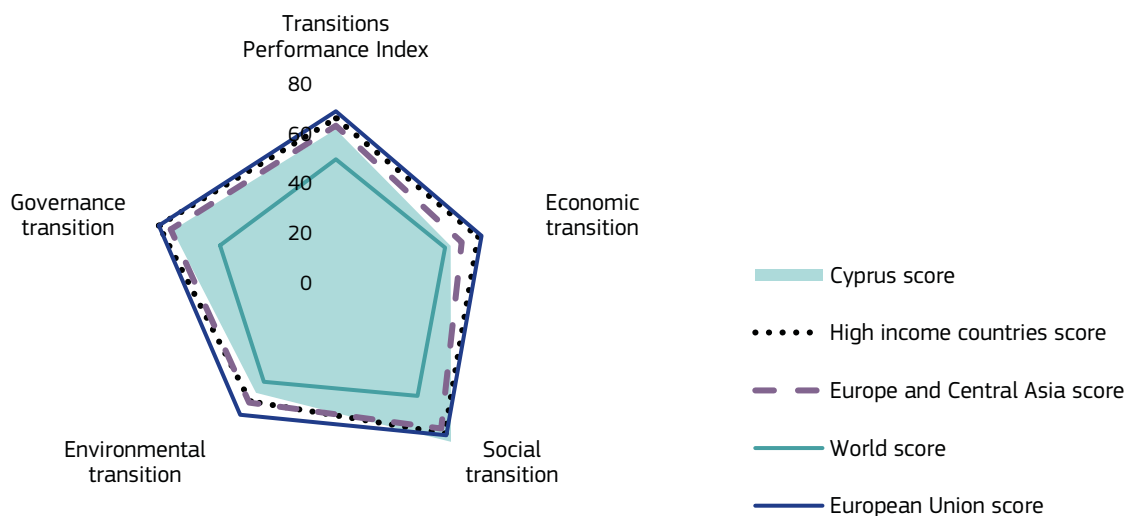 Transitions
Performance Index
80
60
40
20
0
Governance
transition
Economic
transition
Environmental
transition
Social
transition
Cyprus score
High income countries score
Europe and Central Asia score
World score
European Union score